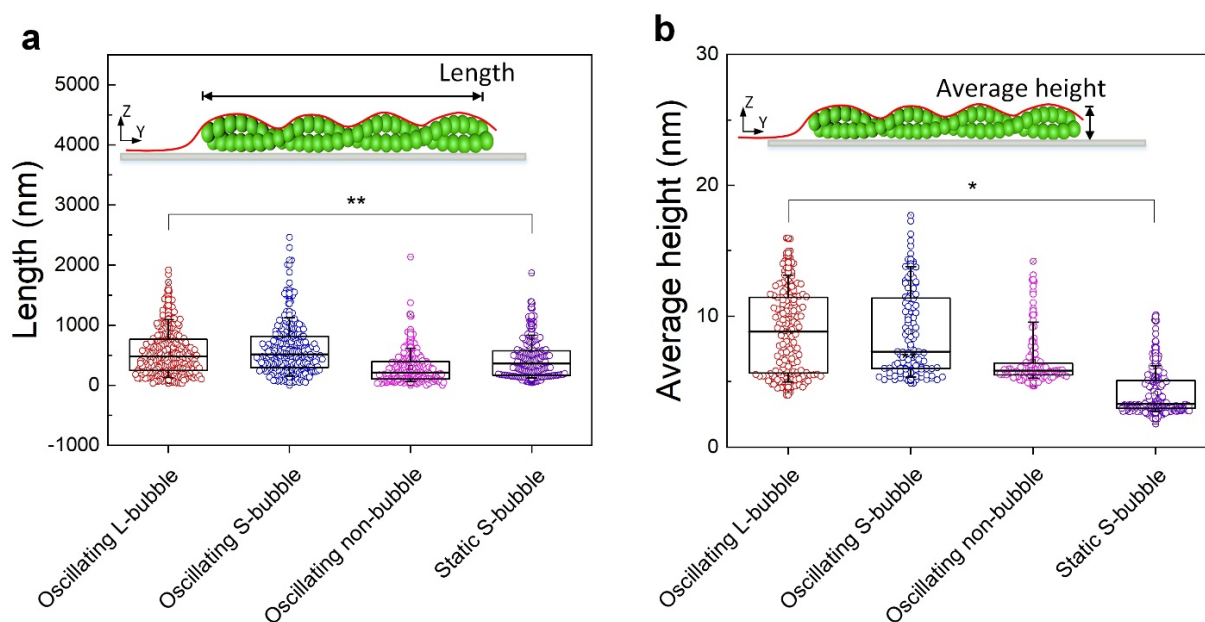 a
Length (nm)
5000
4000
3000
2000
1000
0
-1000
Length
Z
Y
**
Oscillating L-bubble
Oscillating S-bubble
Oscillating non-bubble
Static S-bubble
b
Average height (nm)
30
20
10
0
Average height
Z
Y
*
**
Oscillating L-bubble
Oscillating S-bubble
Oscillating non-bubble
Static S-bubble